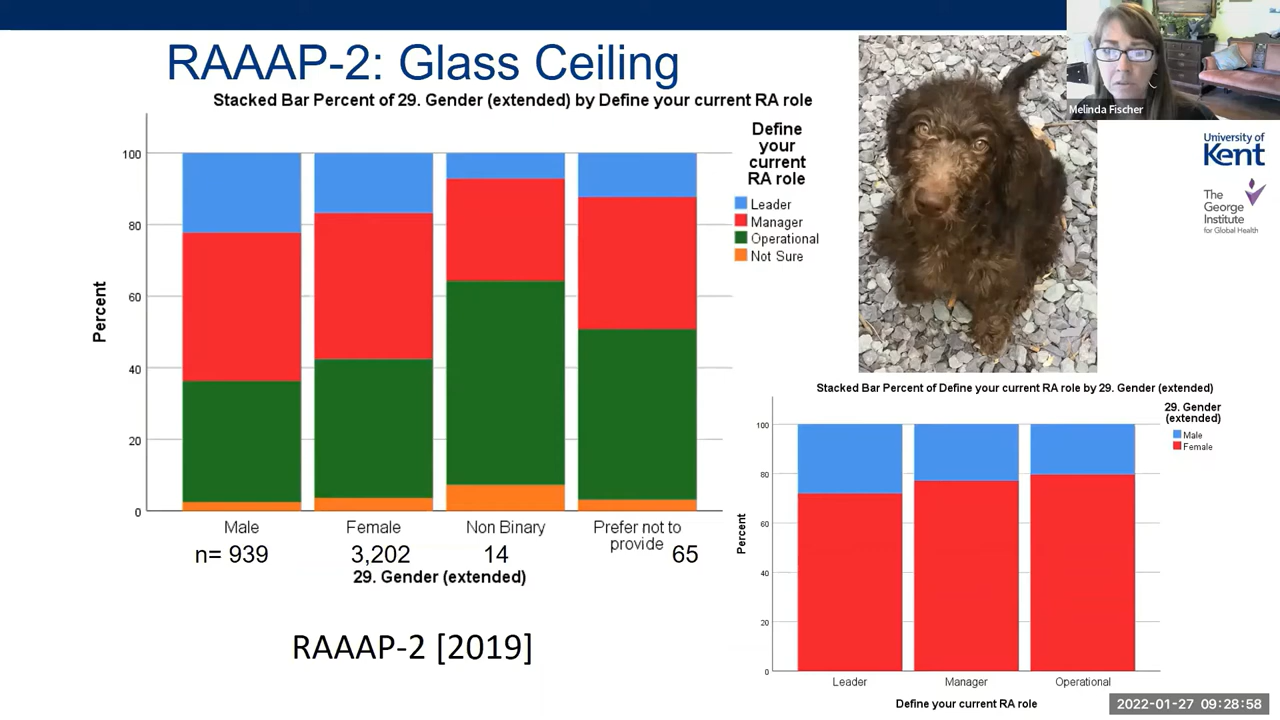 RAAAP-2: Glass Ceiling
Stacked Bar Percent of 29. Gender (extended) by Define your current RA role
Percent
100
80
60
40
20
0
Define
your
current
RA role
Leader
Manager
Operational
Not Sure
Male
Female
Non Binary
Prefer not to
provide
n= 939
3,202
14
65
29. Gender (extended)
RAAAP-2 [2019]
Melinda Fischer
University of
Kent
The
George
Institute
for Global Health
Stacked Bar Percent of Define your current RA role by 29. Gender (extended)
29. Gender
(extended)
Male
Female
Percent
100
80
60
40
20
0
Leader
Manager
Operational
Define your current RA role
2022-01-27 09:28:58